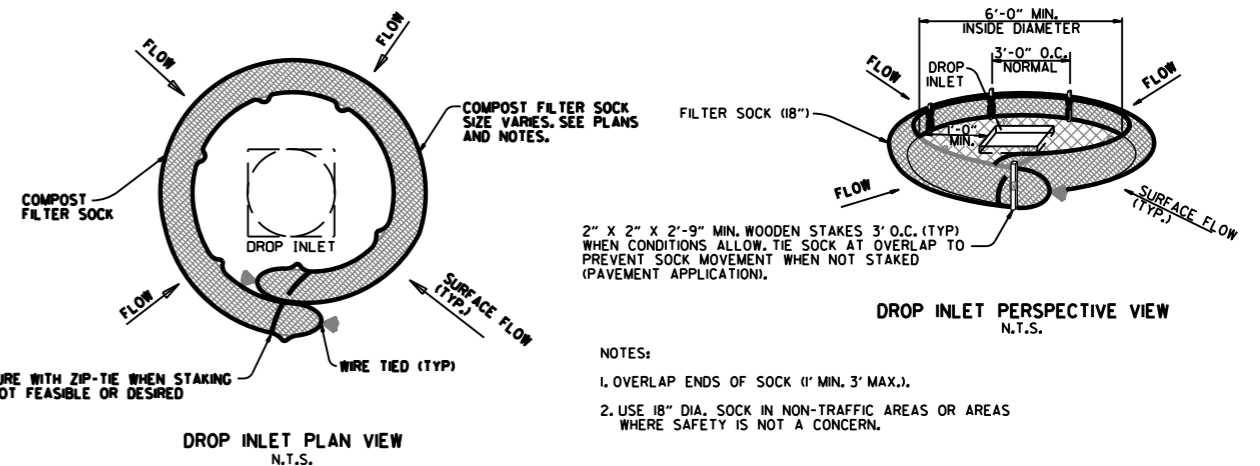 FLOW
FLOW
COMPOST FILTER SOCK
SIZE VARIES. SEE PLANS
AND NOTES.
COMPOST
FILTER SOCK
DROP INLET
FLOW
SURFACE FLOW
(TYP.)
WIRE TIED (TYP)
URE WITH ZIP-TIE WHEN STAKING
OT FEASIBLE OR DESIRED
DROP INLET PLAN VIEW
N.T.S.
6'-0" MIN.
INSIDE DIAMETER
3'-0" O.C.
NORMAL
DROP
INLET
FLOW
FLOW
FILTER SOCK (18")
1'-0"
MIN.
FLOW
SURFACE FLOW
(TYP.)
2" X 2" X 2'-9" MIN. WOODEN STAKES 3' O.C. (TYP)
WHEN CONDITIONS ALLOW. TIE SOCK AT OVERLAP TO
PREVENT SOCK MOVEMENT WHEN NOT STAKED
(PAVEMENT APPLICATION).
DROP INLET PERSPECTIVE VIEW
N.T.S.
NOTES:
1. OVERLAP ENDS OF SOCK (1' MIN. 3' MAX.).
2. USE 18" DIA. SOCK IN NON-TRAFFIC AREAS OR AREAS
WHERE SAFETY IS NOT A CONCERN.